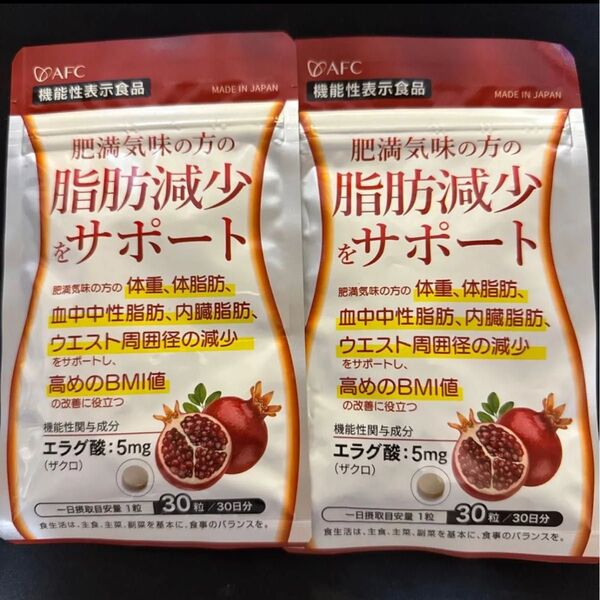 AFC
機能性表示食品
MADE IN JAPAN
肥満気味の方の
脂肪減少
をサポート
肥満気味の方の 体重、体脂肪、
血中中性脂肪、内臓脂肪、
ウエスト周囲径の減少
をサポートし、
高めのBMI値
の改善に役立つ
機能性関与成分
エラグ酸：5mg
（ザクロ）
一日摂取目安量 1粒 30粒／30日分
食生活は、主食、主菜、副菜を基本に、食事のバランスを。
AFC
機能性表示食品
MADE IN JAPAN
肥満気味の方の
脂肪減少
をサポート
肥満気味の方の 体重、体脂肪、
血中中性脂肪、内臓脂肪、
ウエスト周囲径の減少
をサポートし、
高めのBMI値
の改善に役立つ
機能性関与成分
エラグ酸：5mg
（ザクロ）
一日摂取目安量 1粒 30粒／30日分
食生活は、主食、主菜、副菜を基本に、食事のバランスを。